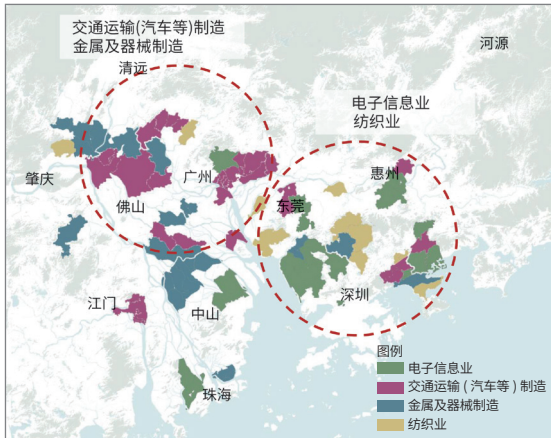 交通运输(汽车等)制造
金属及器械制造
清远
河源
电子信息业
纺织业
肇庆
广州
惠州
佛山
东莞
江门
中山
深圳
珠海
图例
电子信息业
交通运输 ( 汽车等 ) 制造
金属及器械制造
纺织业